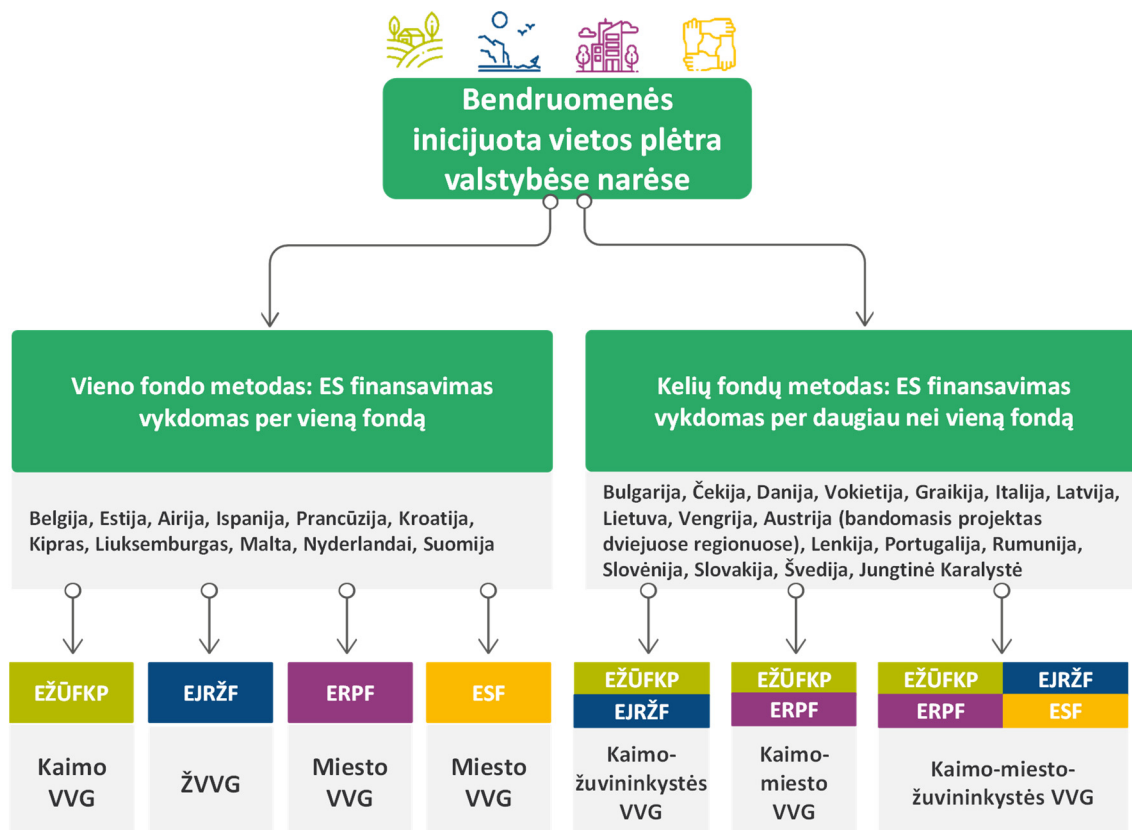 Bendruomenės
inicijuota vietos plėtra
valstybėse narėse
Vieno fondo metodas: ES finansavimas
vykdomas per vieną fondą
Kelių fondų metodas: ES finansavimas
vykdomas per daugiau nei vieną fondą
Belgija, Estija, Airija, Ispanija, Prancūzija, Kroatija,
Kipras, Liuksemburgas, Malta, Nyderlandai, Suomija
Bulgarija, Čekija, Danija, Vokietija, Graikija, Italija, Latvija,
Lietuva, Vengrija, Austrija (bandomasis projektas
dviejuose regionuose), Lenkija, Portugalija, Rumunija,
Slovėnija, Slovakija, Švedija, Jungtinė Karalystė
EŽŪFKP
Kaimo
VVG
EJRŽF
ŽVVG
ERPF
Miesto
VVG
ESF
Miesto
VVG
EŽŪFKP
EJRŽF
Kaimo-
žuvininkystės
VVG
EŽŪFKP
ERPF
Kaimo-
miesto
VVG
EŽŪFKP EJRŽF
ERPF ESF
Kaimo-miesto-
žuvininkystės VVG